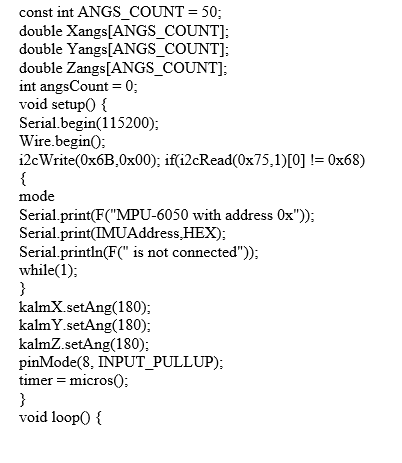 const int ANGS_COUNT = 50;
double Xangs[ANGS_COUNT];
double Yangs[ANGS_COUNT];
double Zangs[ANGS_COUNT];
int angsCount = 0;
void setup() {
Serial.begin(115200);
Wire.begin();
i2cWrite(0x6B,0x00); if(i2cRead(0x75,1)[0] != 0x68)
{
mode
Serial.print(F("MPU-6050 with address 0x"));
Serial.print(IMUAddress,HEX);
Serial.println(F(" is not connected"));
while(1);
}
kalmX.setAng(180);
kalmY.setAng(180);
kalmZ.setAng(180);
pinMode(8, INPUT_PULLUP);
timer = micros();
}
void loop() {